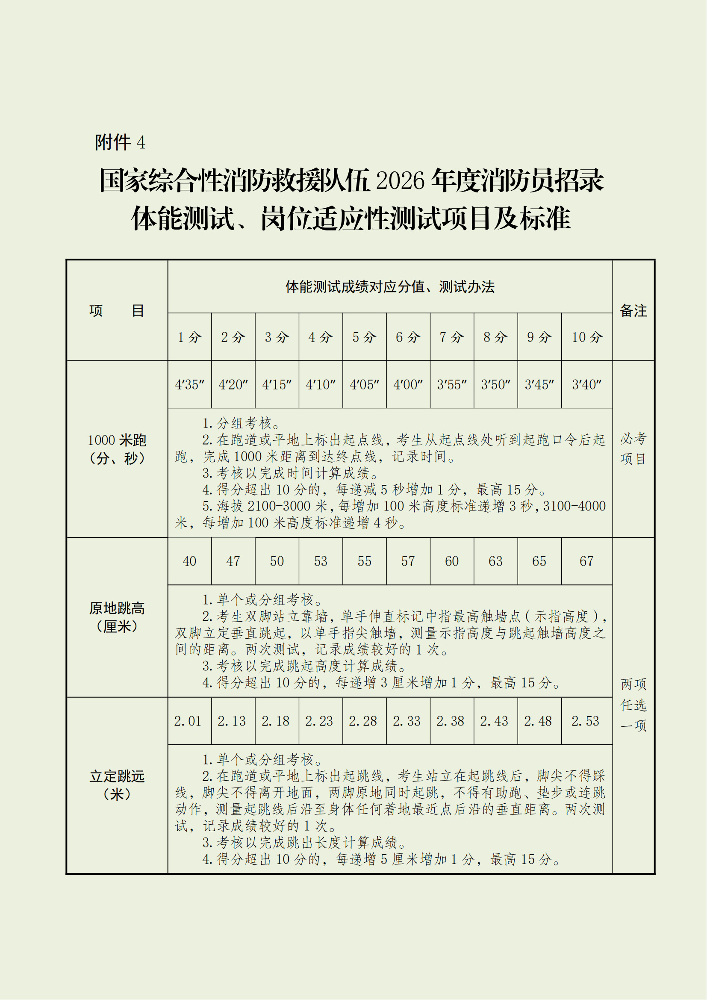 附件 4
国家综合性消防救援队伍 2026 年度消防员招录
体能测试、岗位适应性测试项目及标准
项 目
体能测试成绩对应分值、测试办法
备注
1 分 2 分 3 分 4 分 5 分 6 分 7 分 8 分 9 分 10 分
1000 米跑
（分、秒）
4′35″ 4′20″ 4′15″ 4′10″ 4′05″ 4′00″ 3′55″ 3′50″ 3′45″ 3′40″
1.分组考核。
2.在跑道或平地上标出起点线，考生从起点线处听到起跑口令后起
跑，完成 1000 米距离到达终点线，记录时间。
3.考核以完成时间计算成绩。
4.得分超出 10 分的，每递减 5 秒增加 1 分，最高 15 分。
5.海拔 2100-3000 米，每增加 100 米高度标准递增 3 秒，3100-4000
米，每增加 100 米高度标准递增 4 秒。
必考
项目
原地跳高
（厘米）
40 47 50 53 55 57 60 63 65 67
1.单个或分组考核。
2.考生双脚站立靠墙，单手伸直标记中指最高触墙点（示指高度），
双脚立定垂直跳起，以单手指尖触墙，测量示指高度与跳起触墙高度之
间的距离。两次测试，记录成绩较好的 1 次。
3.考核以完成跳起高度计算成绩。
4.得分超出 10 分的，每递增 3 厘米增加 1 分，最高 15 分。
两项
任选
一项
立定跳远
（米）
2.01 2.13 2.18 2.23 2.28 2.33 2.38 2.43 2.48 2.53
1.单个或分组考核。
2.在跑道或平地上标出起跳线，考生站立在起跳线后，脚尖不得踩
线，脚尖不得离开地面，两脚原地同时起跳，不得有助跑、垫步或连跳
动作，测量起跳线后沿至身体任何着地最近点后沿的垂直距离。两次测
试，记录成绩较好的 1 次。
3.考核以完成跳出长度计算成绩。
4.得分超出 10 分的，每递增 5 厘米增加 1 分，最高 15 分。